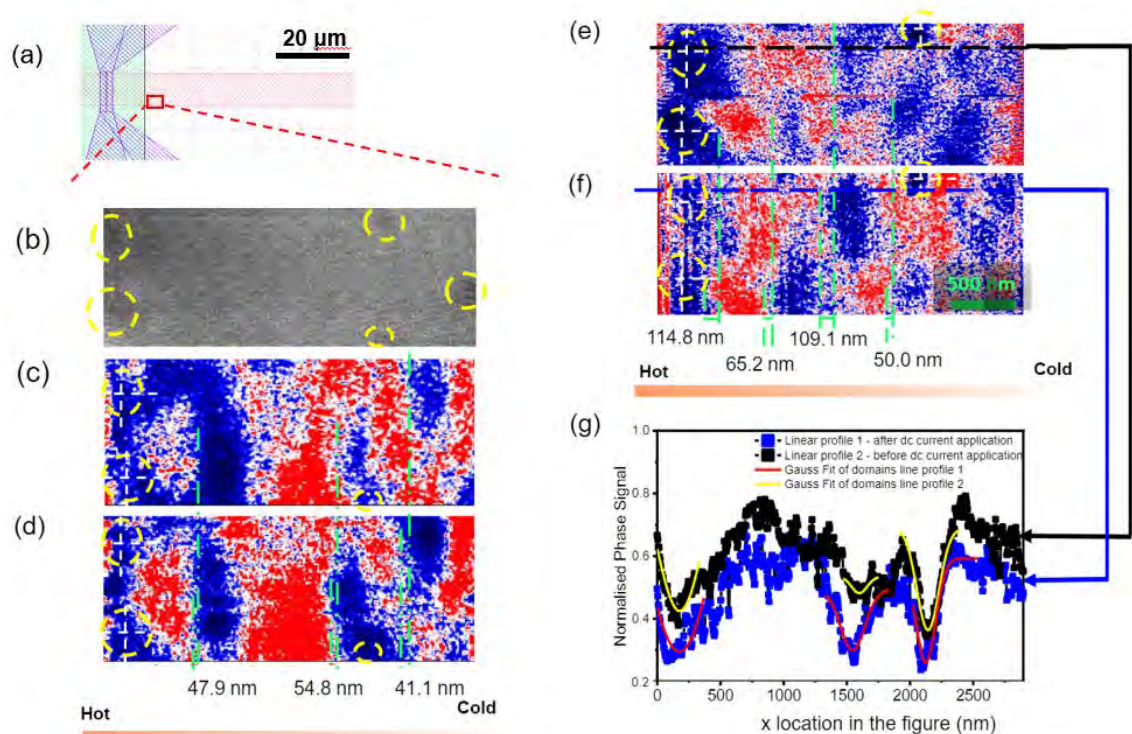 (a)
20 µm
(b)
(c)
(d)
47.9 nm
54.8 nm
41.1 nm
Hot
Cold
(e)
(f)
500 nm
114.8 nm
65.2 nm
109.1 nm
50.0 nm
Hot
Cold
(g)
Linear profile 1 - after dc current application
Linear profile 2 - before dc current application
Gauss Fit of domains line profile 1
Gauss Fit of domains line profile 2
Normalised Phase Signal
1.0
0.8
0.6
0.4
0.2
0
500
1000
1500
2000
2500
x location in the figure (nm)